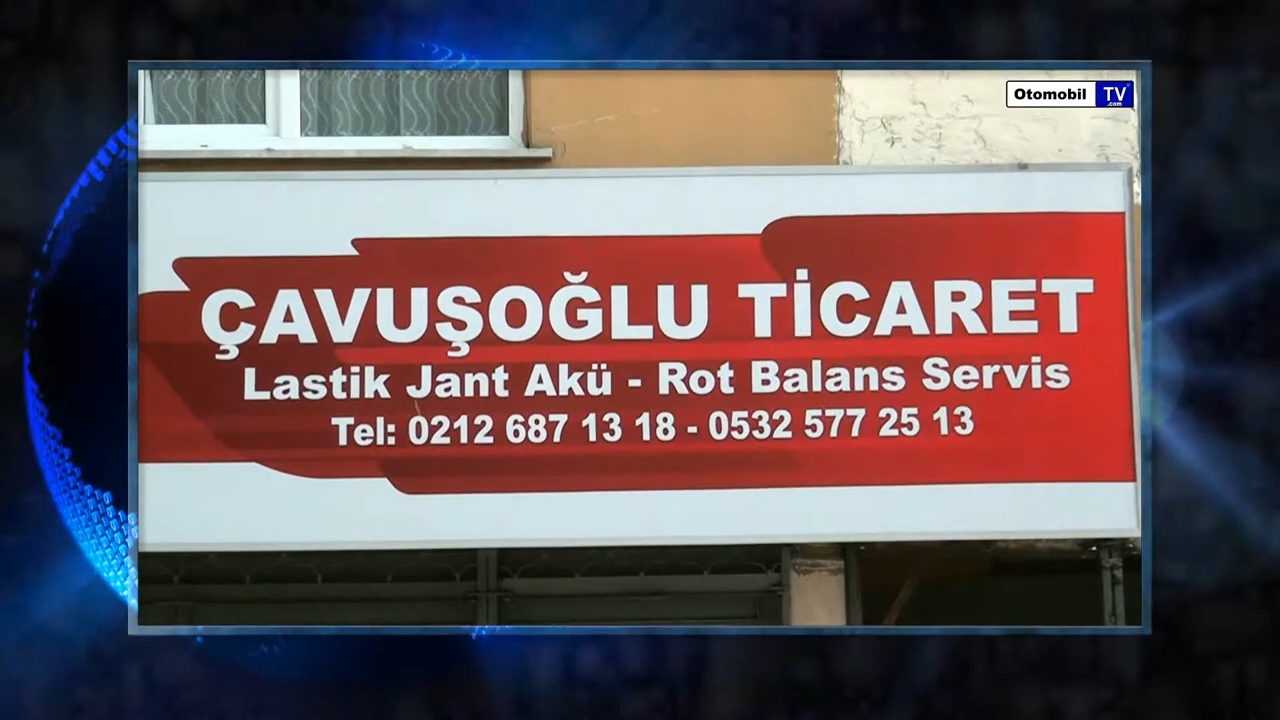 Otomobil TV
.com
ÇAVUŞOĞLU TİCARET
Lastik Jant Akü - Rot Balans Servis
Tel: 0212 687 13 18 - 0532 577 25 13